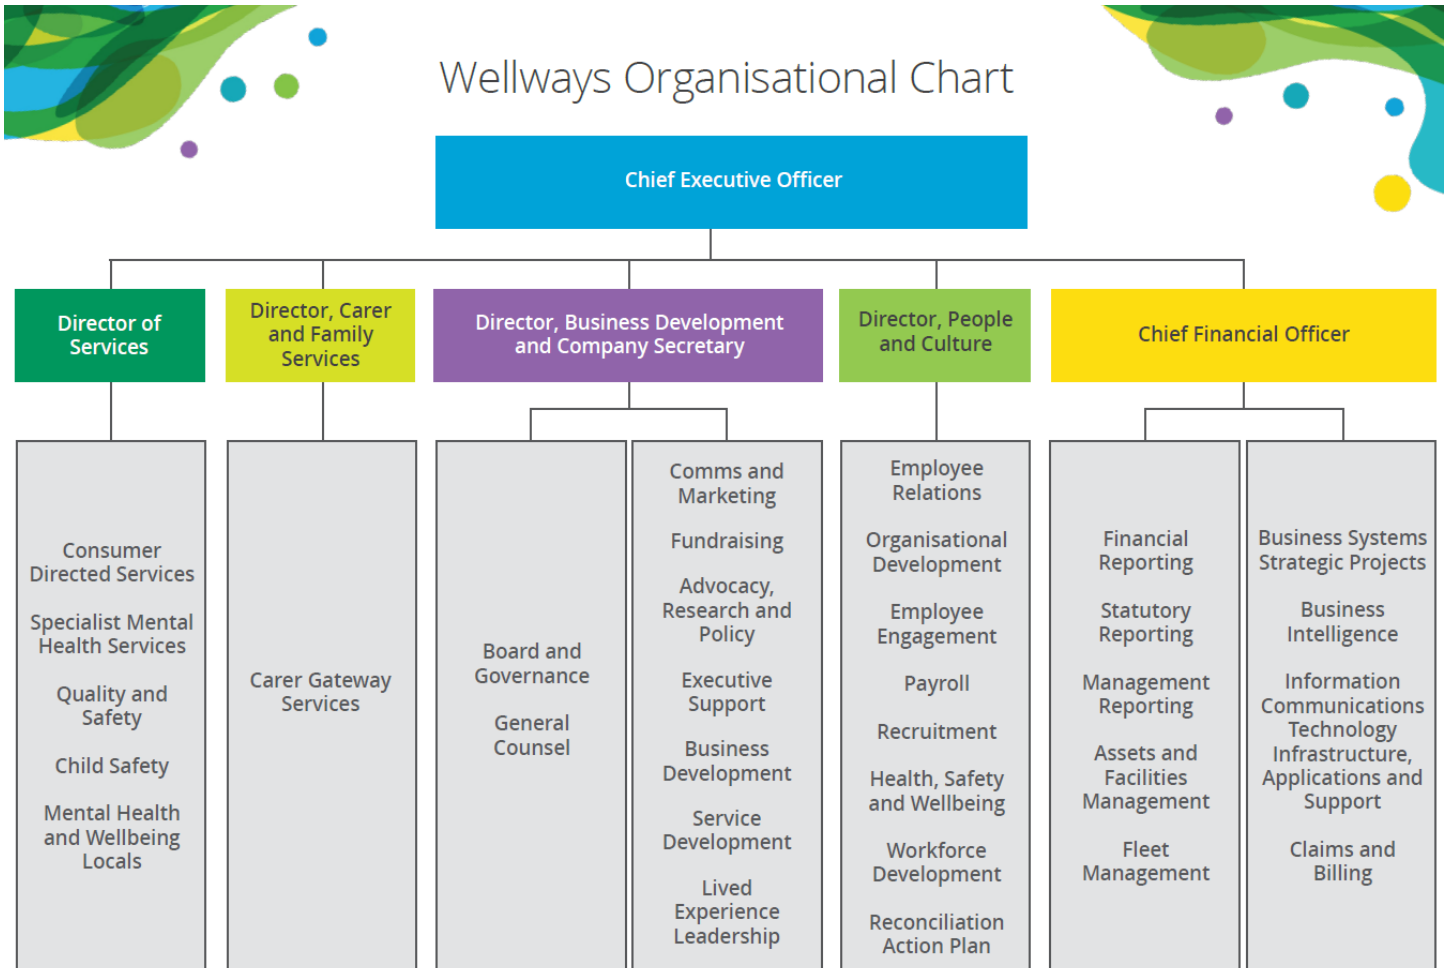 Wellways Organisational Chart
Chief Executive Officer
Director of
Services
Director, Carer
and Family
Services
Director, Business Development
and Company Secretary
Director, People
and Culture
Chief Financial Officer
Consumer
Directed Services
Specialist Mental
Health Services
Quality and
Safety
Child Safety
Mental Health
and Wellbeing
Locals
Carer Gateway
Services
Board and
Governance
General
Counsel
Comms and
Marketing
Fundraising
Advocacy,
Research and
Policy
Executive
Support
Business
Development
Service
Development
Lived
Experience
Leadership
Employee
Relations
Organisational
Development
Employee
Engagement
Payroll
Recruitment
Health, Safety
and Wellbeing
Workforce
Development
Reconciliation
Action Plan
Financial
Reporting
Statutory
Reporting
Management
Reporting
Assets and
Facilities
Management
Fleet
Management
Business Systems
Strategic Projects
Business
Intelligence
Information
Communications
Technology
Infrastructure,
Applications and
Support
Claims and
Billing